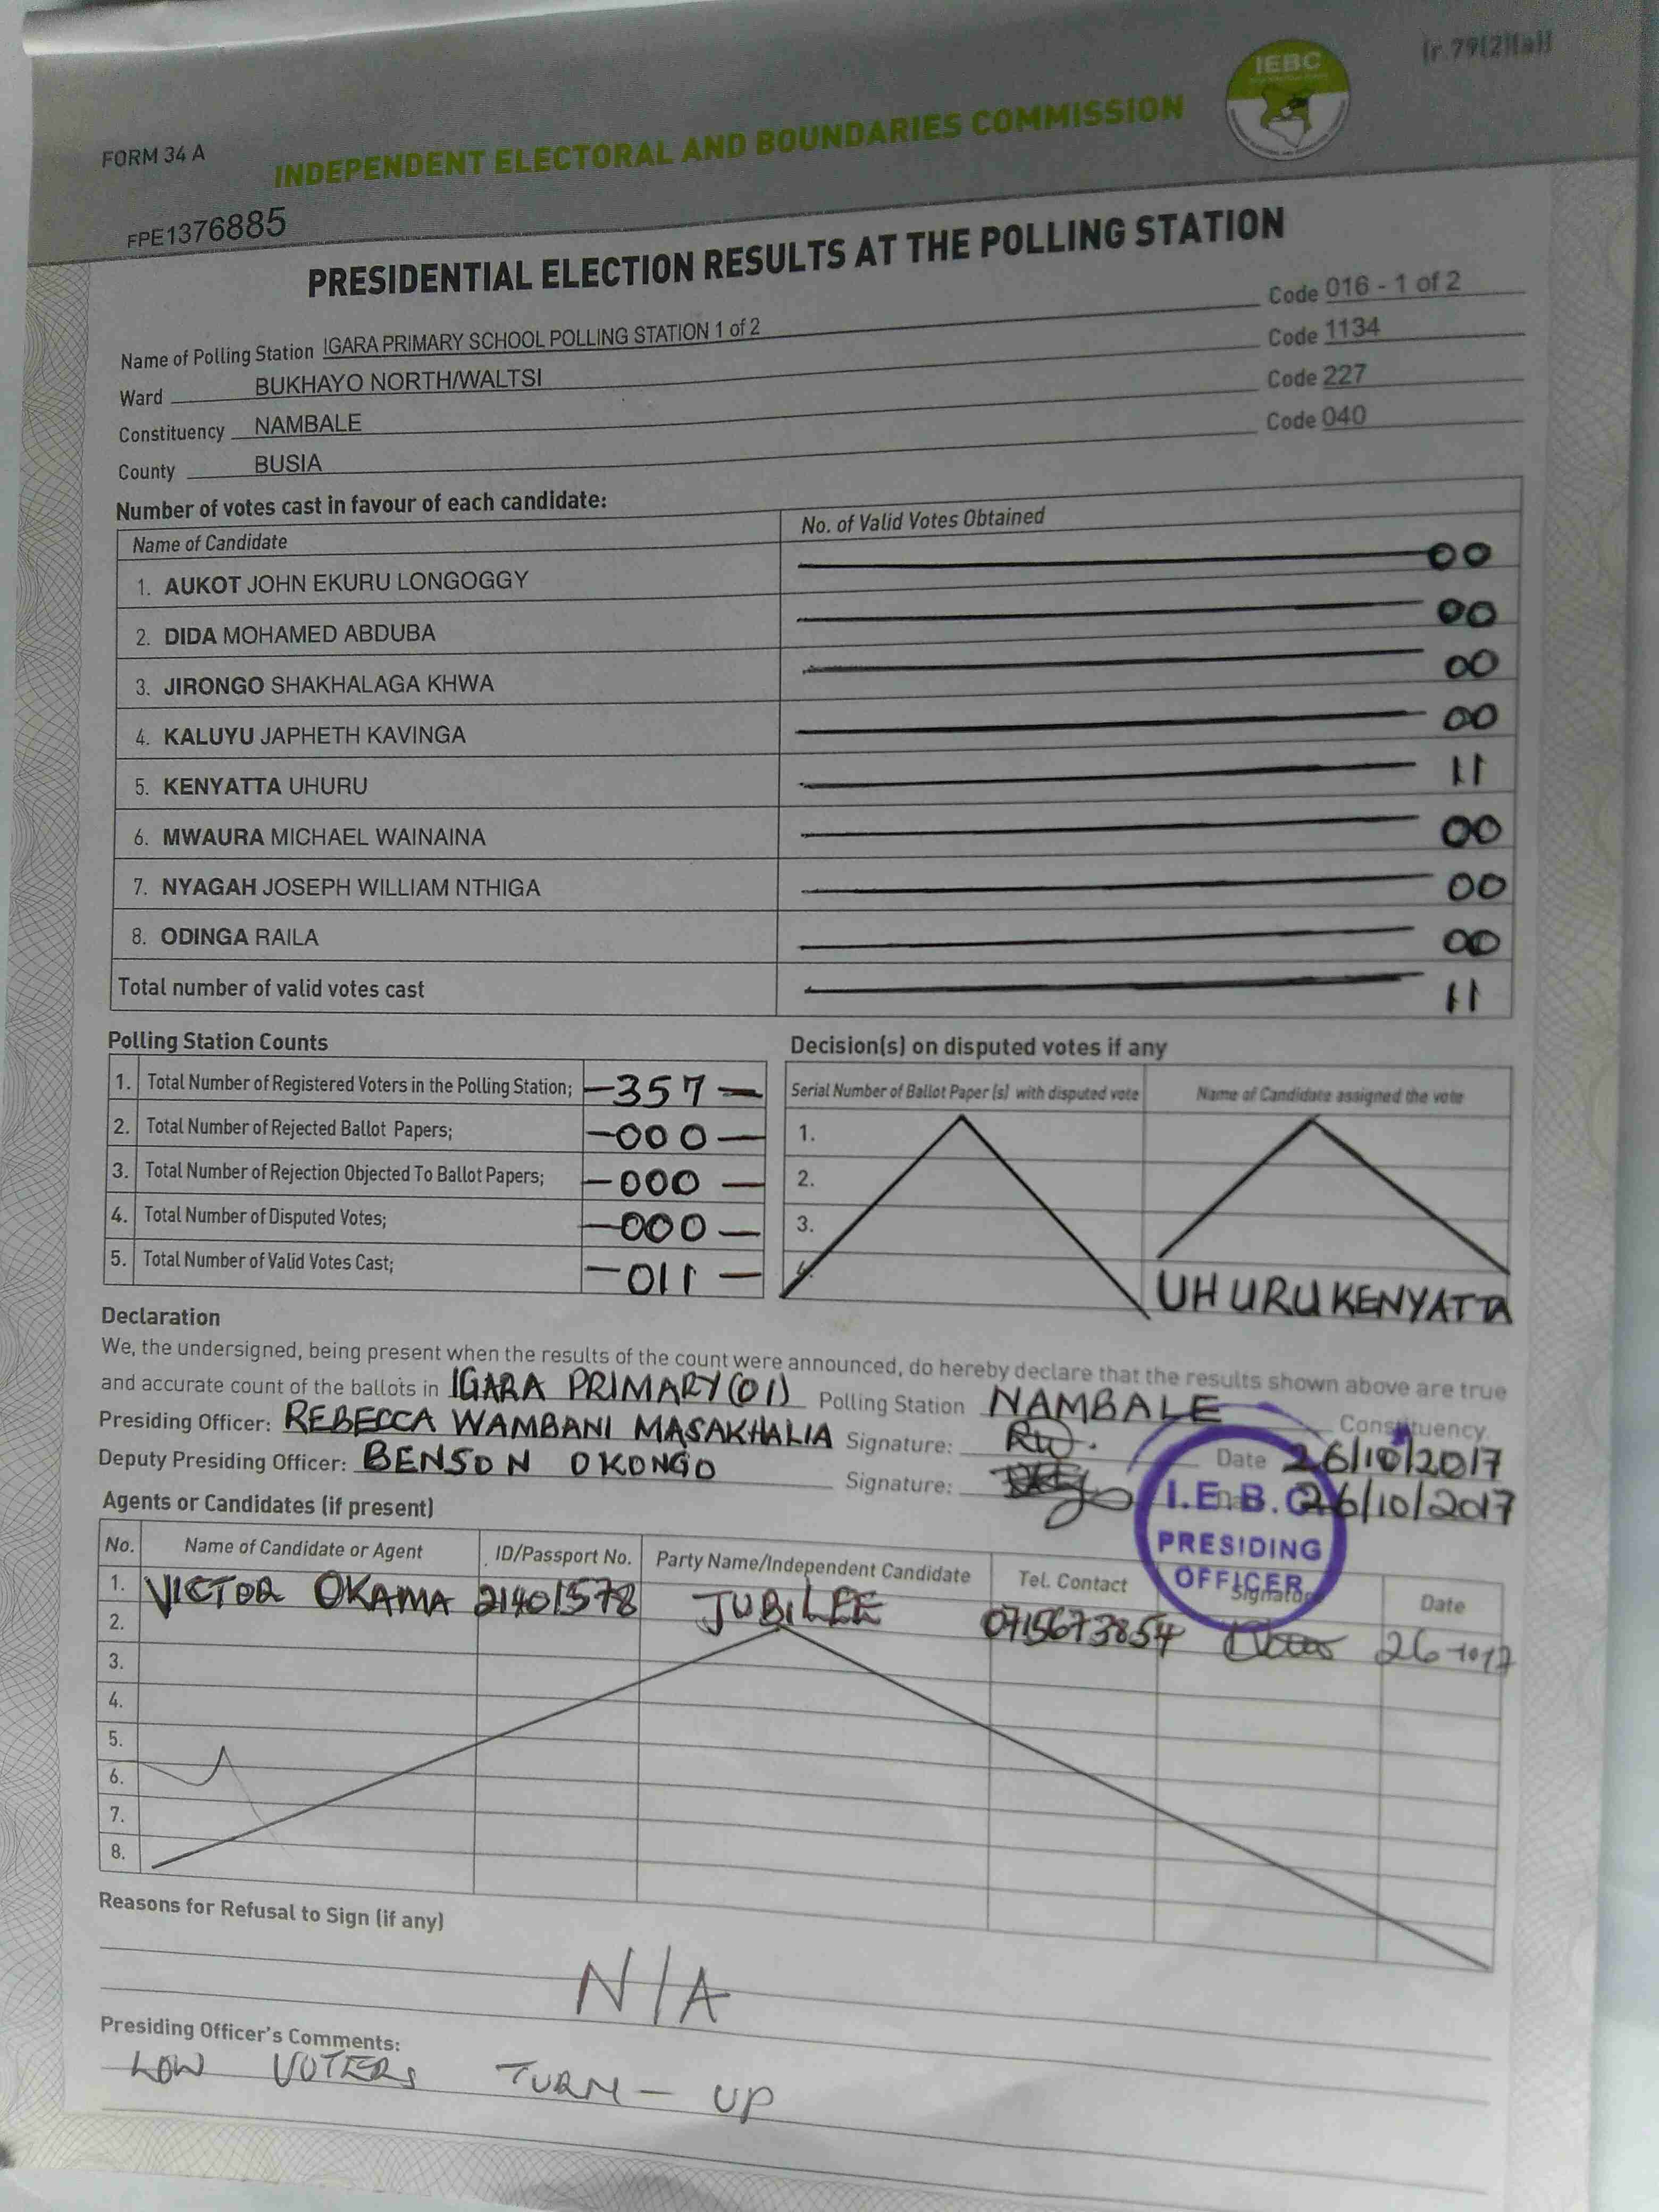 [r.79(2)(a)]
IEBC
FORM 34 A
INDEPENDENT ELECTORAL AND BOUNDARIES COMMISSION
FPE1376885
PRESIDENTIAL ELECTION RESULTS AT THE POLLING STATION
Name of Polling Station IGARA PRIMARY SCHOOL POLLING STATION 1 of 2 Code 016 - 1 of 2
Ward BUKHAYO NORTH/WALTSI Code 1134
Constituency NAMBALE Code 227
County BUSIA Code 040
Number of votes cast in favour of each candidate:
Name of Candidate No. of Valid Votes Obtained
1. AUKOT JOHN EKURU LONGOGGY 00
2. DIDA MOHAMED ABDUBA 00
3. JIRONGO SHAKHALAGA KHWA 00
4. KALUYU JAPHETH KAVINGA 00
5. KENYATTA UHURU 11
6. MWAURA MICHAEL WAINAINA 00
7. NYAGAH JOSEPH WILLIAM NTHIGA 00
8. ODINGA RAILA 00
Total number of valid votes cast 11
Polling Station Counts
1. Total Number of Registered Voters in the Polling Station; -357-
2. Total Number of Rejected Ballot Papers; -000-
3. Total Number of Rejection Objected To Ballot Papers; -000-
4. Total Number of Disputed Votes; -000-
5. Total Number of Valid Votes Cast; -011-
Decision(s) on disputed votes if any
Serial Number of Ballot Paper (s) with disputed vote Name of Candidate assigned the vote
1.
2.
3.
4.
UHURU KENYATTA
Declaration
We, the undersigned, being present when the results of the count were announced, do hereby declare that the results shown above are true
and accurate count of the ballots in IGARA PRIMARY (01) Polling Station NAMBALE Constituency.
Presiding Officer: REBECCA WAMBANI MASAKHALIA Signature: RW. Date 26/10/2017
Deputy Presiding Officer: BENSON OKONGO Signature: 26/10/2017
I.E.B.C
PRESIDING
OFFICER
Agents or Candidates (if present)
No. Name of Candidate or Agent ID/Passport No. Party Name/Independent Candidate Tel. Contact Signature Date
1. VICTOR OKAMA 21401578 JUBILEE 0715673854 26-10-17
2.
3.
4.
5.
6.
7.
8.
Reasons for Refusal to Sign (if any)
N/A
Presiding Officer's Comments:
LOW VOTERS TURN - UP